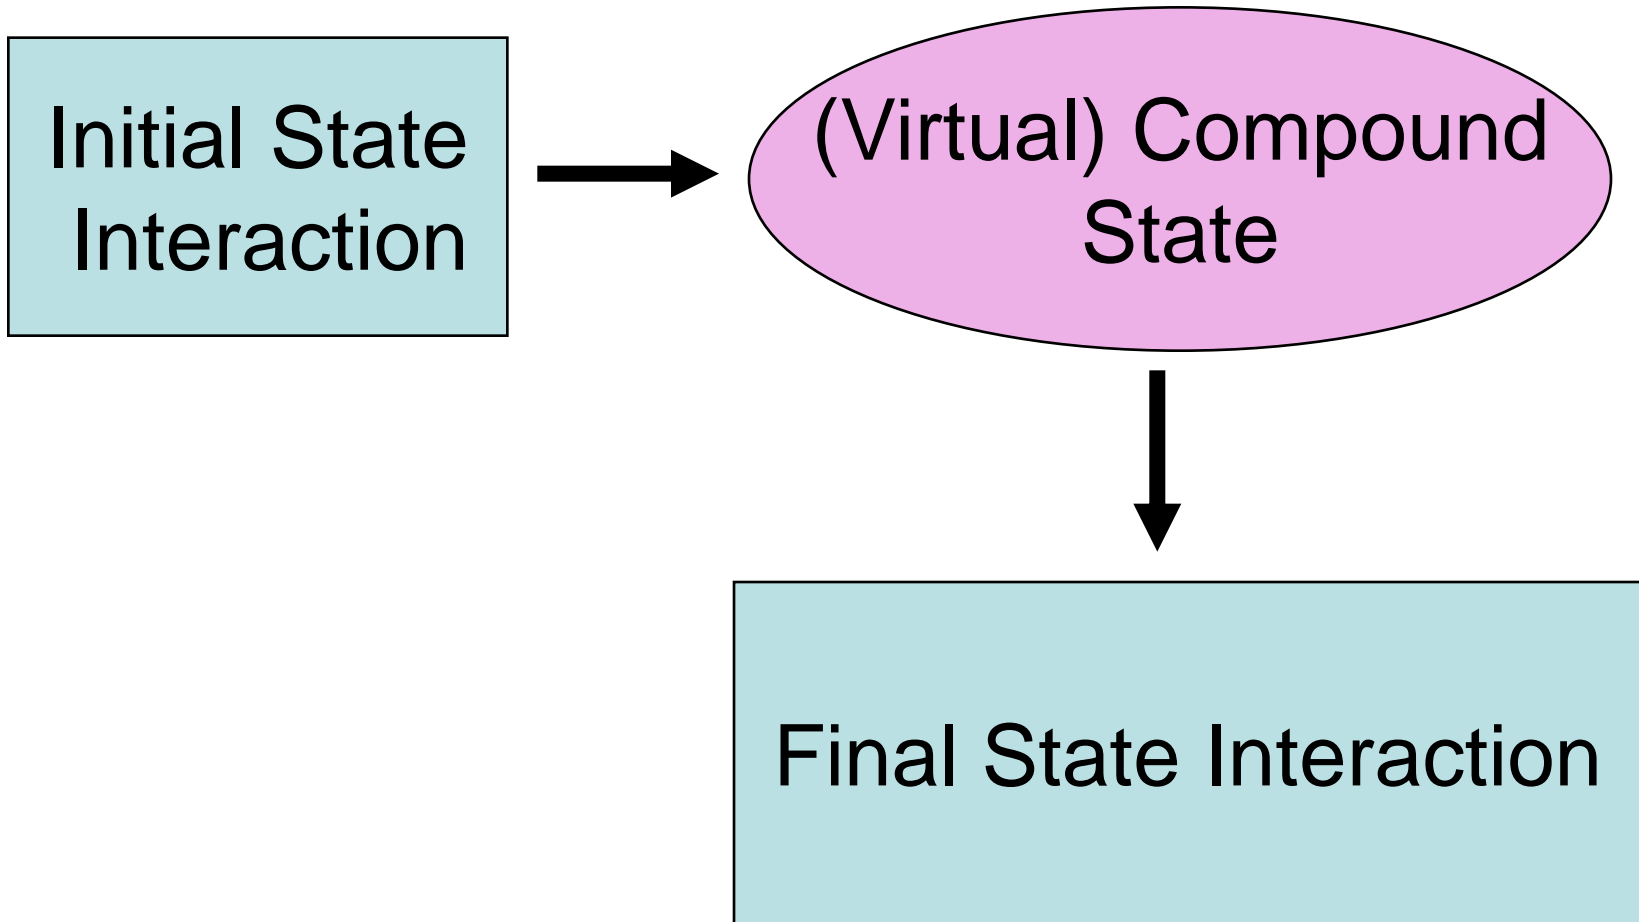 Initial State
Interaction
(Virtual) Compound
State
Final State Interaction